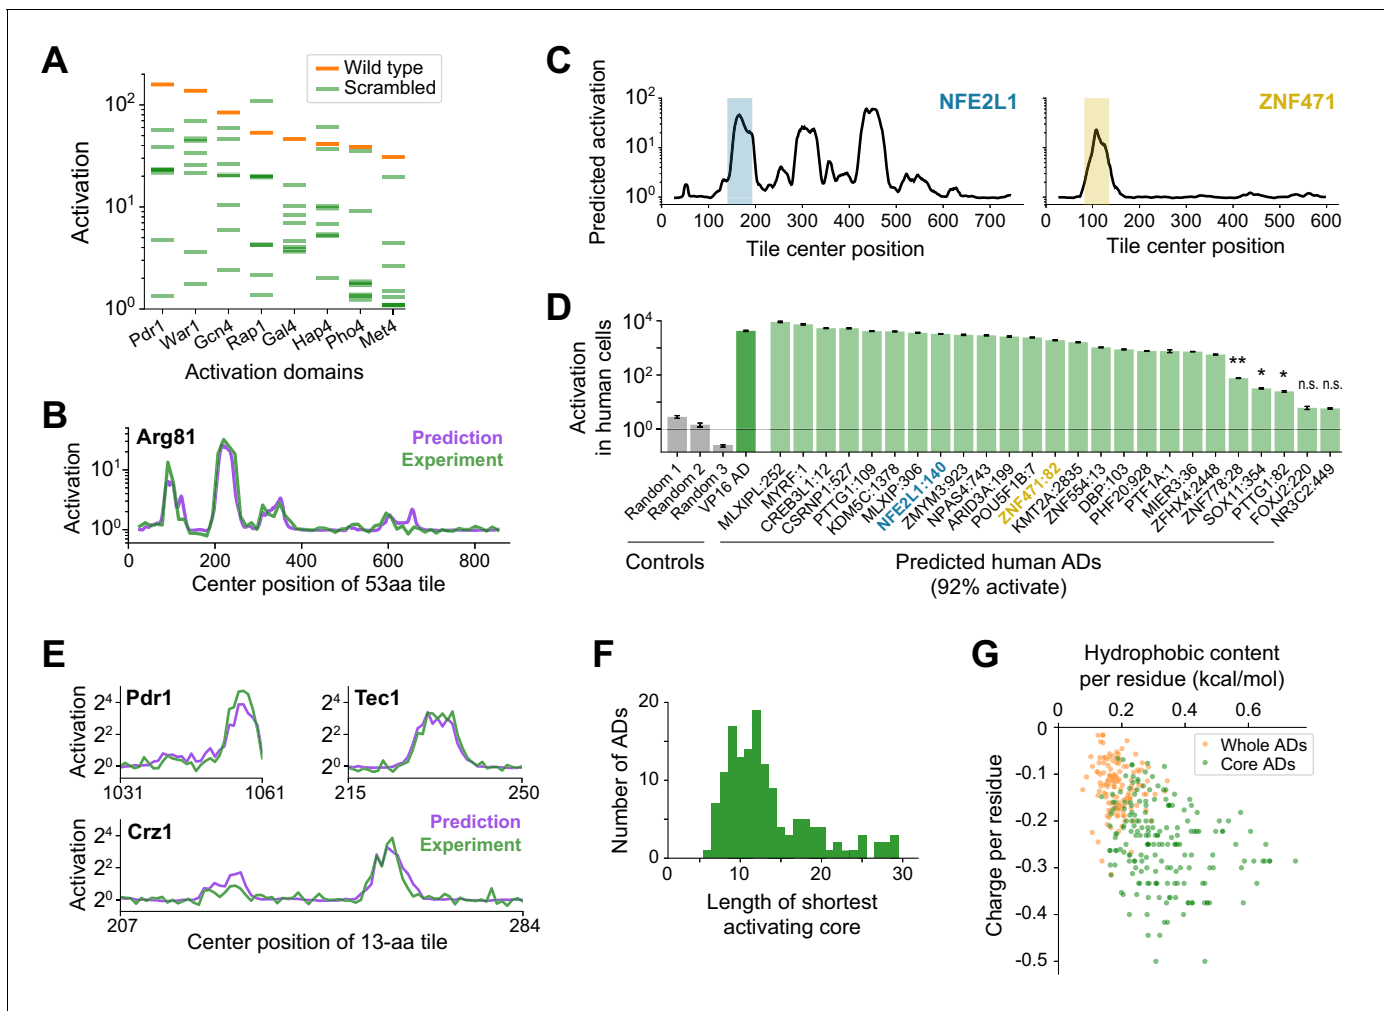 A
Wild type
Scrambled
Activation
10²
10¹
10⁰
Pdr1
War1
Gcn4
Rap1
Gal4
Hap4
Pho4
Met4
Activation domains
B
Arg81
Prediction
Experiment
Activation
10¹
10⁰
0 200 400 600 800
Center position of 53aa tile
C
Predicted activation
10²
10¹
10⁰
NFE2L1
0 100 200 300 400 500 600 700
Tile center position
10²
10¹
10⁰
ZNF471
0 100 200 300 400 500 600
Tile center position
D
Activation
in human cells
10⁴
10²
10⁰
** * * n.s. n.s.
Random 1
Random 2
Random 3
VP16 AD
MLXIPL-252
MYRF:1
CREB3L1:12
CSRNP1:527
PTTG1:109
KDM5C:1378
MLXIP:306
NFE2L1:140
ZMYM3:923
NPAS4:743
ARID3A:199
POU5F1B:7
ZNF471:82
KMT2A:2835
ZNF554:13
DBP:103
PHF20:928
PTF1A:1
MIER3:36
ZFHX4:2448
ZNF778:28
SOX11:354
PTTG1:82
FOXJ2:220
NR3C2:449
Controls
Predicted human ADs
(92% activate)
E
Pdr1
Activation
2⁴
2²
2⁰
1031 1061
Tec1
2⁴
2²
2⁰
215 250
Crz1
Prediction
Experiment
Activation
2⁴
2²
2⁰
207 284
Center position of 13-aa tile
F
Number of ADs
20
10
0
0 10 20 30
Length of shortest
activating core
G
Hydrophobic content
per residue (kcal/mol)
0 0.2 0.4 0.6
Whole ADs
Core ADs
Charge per residue
0
-0.1
-0.2
-0.3
-0.4
-0.5